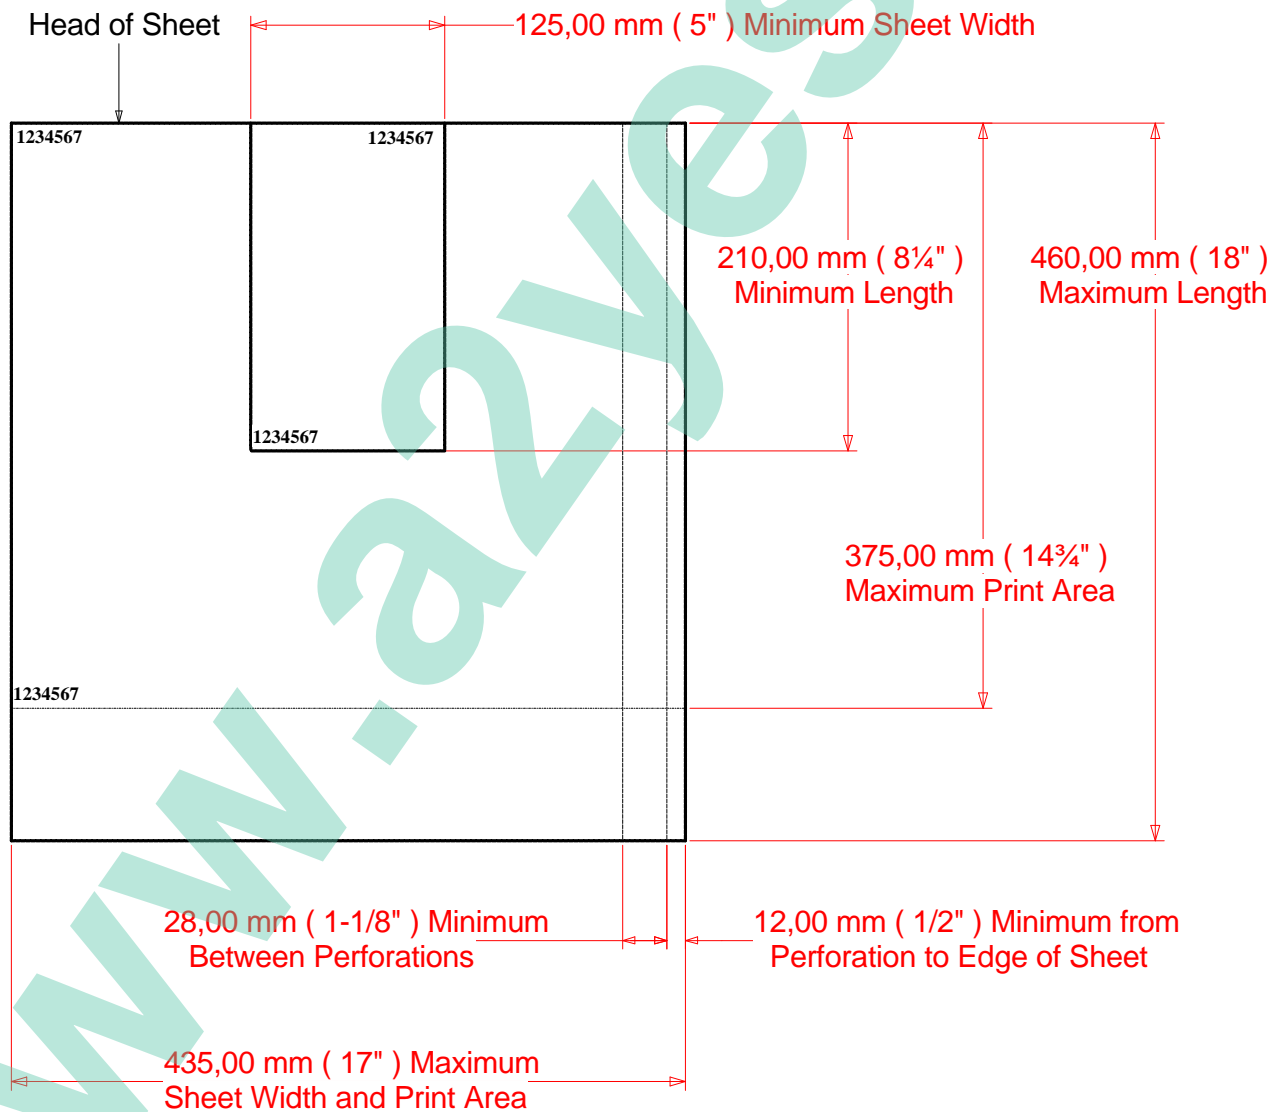 Head of Sheet
125,00 mm ( 5" ) Minimum Sheet Width
1234567
1234567
210,00 mm ( 8¼" )
Minimum Length
460,00 mm ( 18" )
Maximum Length
1234567
375,00 mm ( 14¾" )
Maximum Print Area
1234567
28,00 mm ( 1-1/8" ) Minimum
Between Perforations
12,00 mm ( 1/2" ) Minimum from
Perforation to Edge of Sheet
435,00 mm ( 17" ) Maximum
Sheet Width and Print Area
ww.a2yes